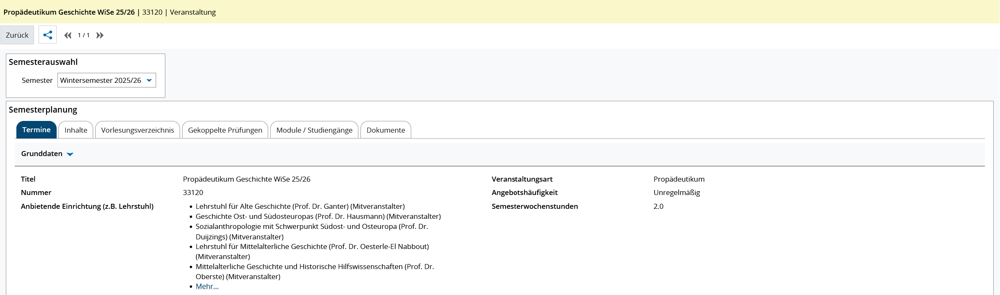 Propädeutikum Geschichte WiSe 25/26 | 33120 | Veranstaltung
Zurück 1 / 1
Semesterauswahl
Semester Wintersemester 2025/26
Semesterplanung
Termine Inhalte Vorlesungsverzeichnis Gekoppelte Prüfungen Module / Studiengänge Dokumente
Grunddaten
Titel Propädeutikum Geschichte WiSe 25/26 Veranstaltungsart Propädeutikum
Nummer 33120 Angebotshäufigkeit Unregelmäßig
Anbietende Einrichtung (z.B. Lehrstuhl) • Lehrstuhl für Alte Geschichte (Prof. Dr. Ganter) (Mitveranstalter) Semesterwochenstunden 2.0
• Geschichte Ost- und Südosteuropas (Prof. Dr. Hausmann) (Mitveranstalter)
• Sozialanthropologie mit Schwerpunkt Südost- und Osteuropa (Prof. Dr.
Duijzings) (Mitveranstalter)
• Lehrstuhl für Mittelalterliche Geschichte (Prof. Dr. Oesterle-El Nabbout)
(Mitveranstalter)
• Mittelalterliche Geschichte und Historische Hilfswissenschaften (Prof. Dr.
Oberste) (Mitveranstalter)
• Mehr...